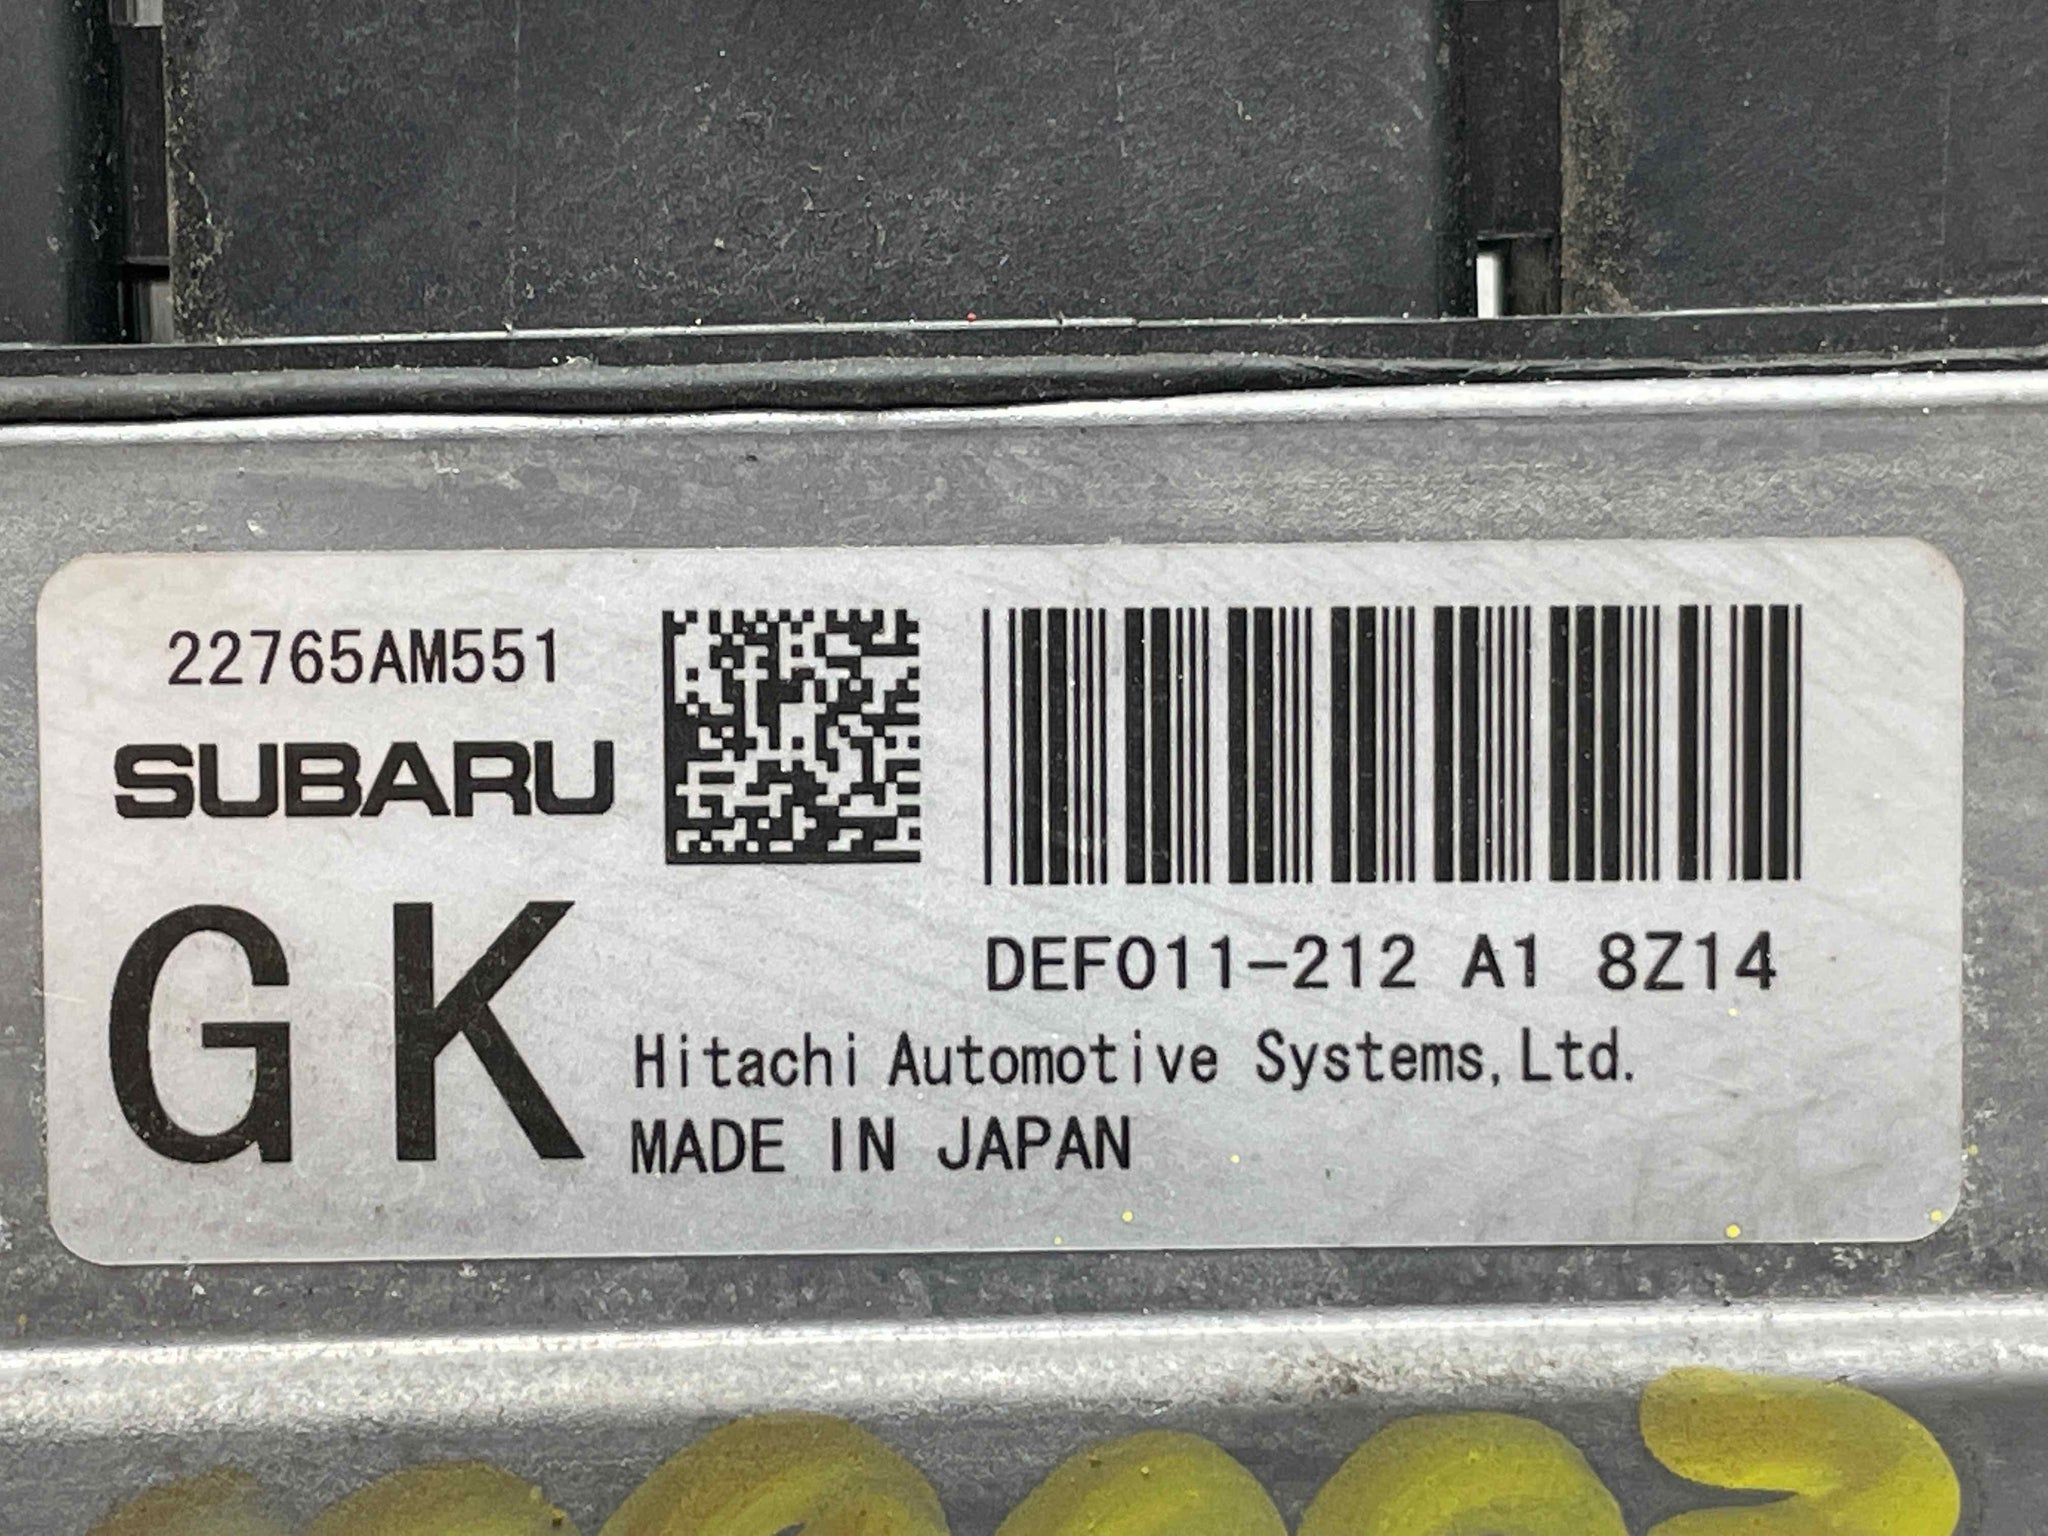 22765AM551
SUBARU
GK
DEF011-212 A1 8Z14
Hitachi Automotive Systems,Ltd.
MADE IN JAPAN